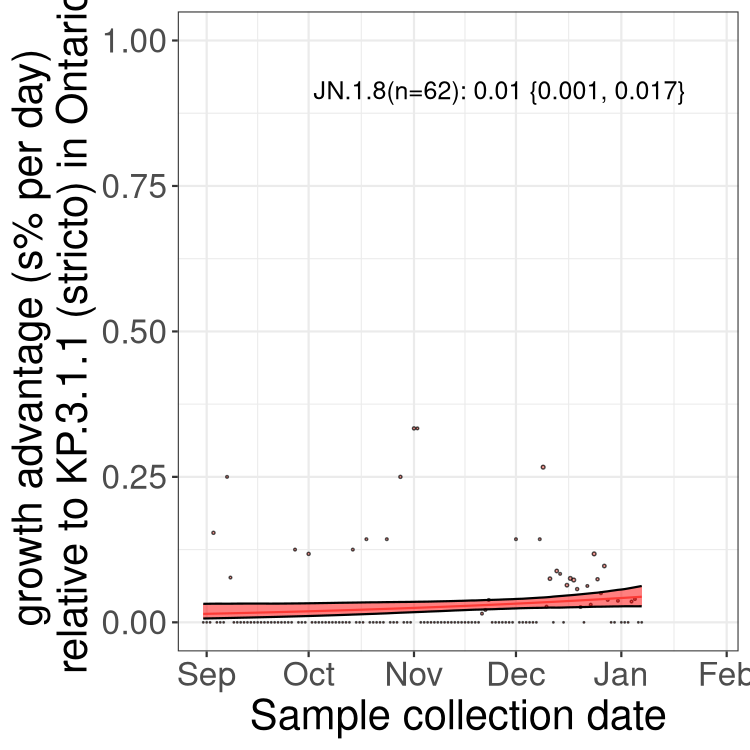 growth advantage (s% per day)
relative to KP.3.1.1 (stricto) in Ontario
1.00
0.75
0.50
0.25
0.00
JN.1.8(n=62): 0.01 {0.001, 0.017}
Sep Oct Nov Dec Jan Feb
Sample collection date